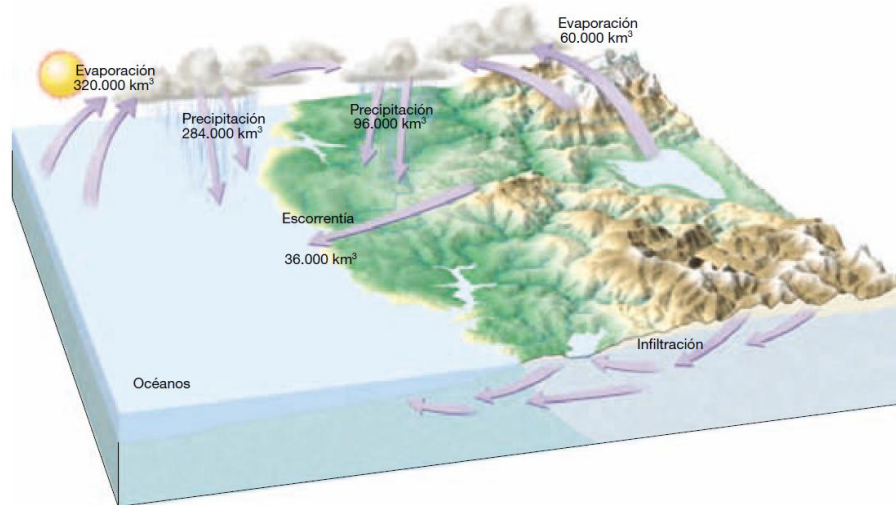 Evaporación
60.000 km³
Evaporación
320.000 km³
Precipitación
284.000 km³
Precipitación
96.000 km³
Escorrentía
36.000 km³
Infiltración
Océanos